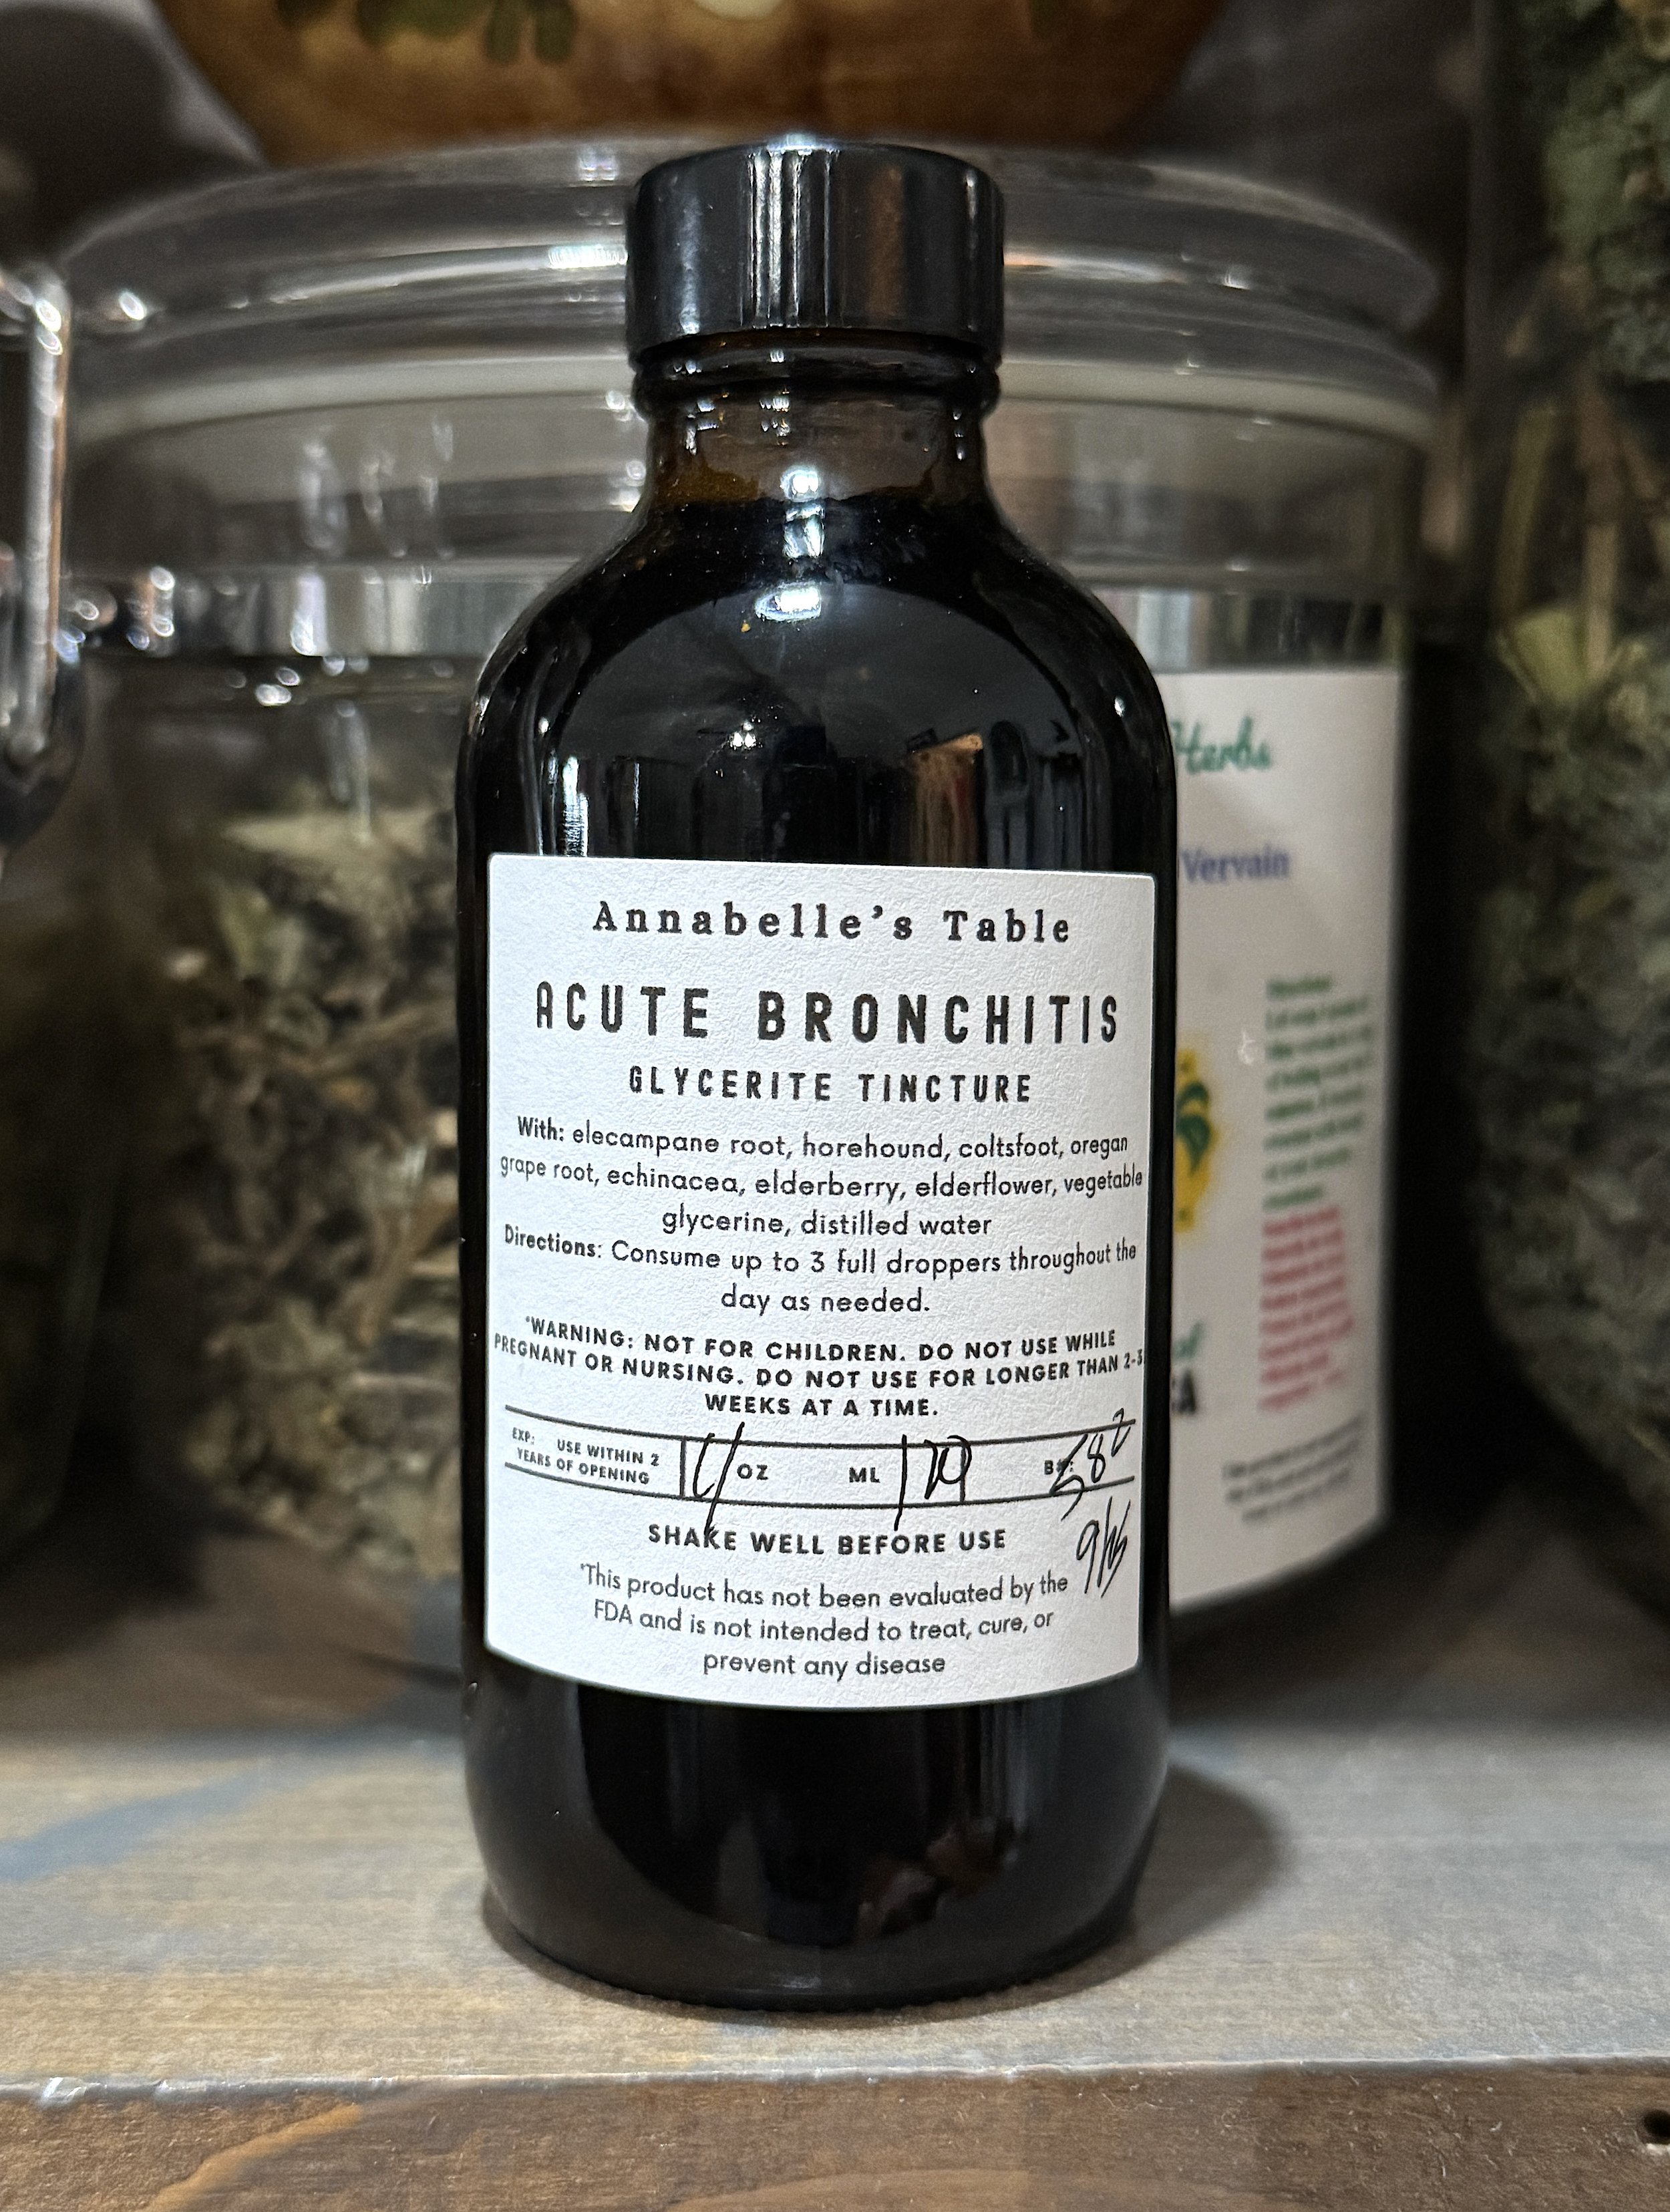 Annabelle's Table
ACUTE BRONCHITIS
GLYCERITE TINCTURE
With: elecampane root, horehound, coltsfoot, oregan
grape root, echinacea, elderberry, elderflower, vegetable
glycerine, distilled water
Directions: Consume up to 3 full droppers throughout the
day as needed.
*WARNING: NOT FOR CHILDREN. DO NOT USE WHILE
PREGNANT OR NURSING. DO NOT USE FOR LONGER THAN 2-3
WEEKS AT A TIME.
EXP: USE WITHIN 2
YEARS OF OPENING
4 OZ
ML
B#:
SHAKE WELL BEFORE USE
*This product has not been evaluated by the
FDA and is not intended to treat, cure, or
prevent any disease
Herbs
Vervain